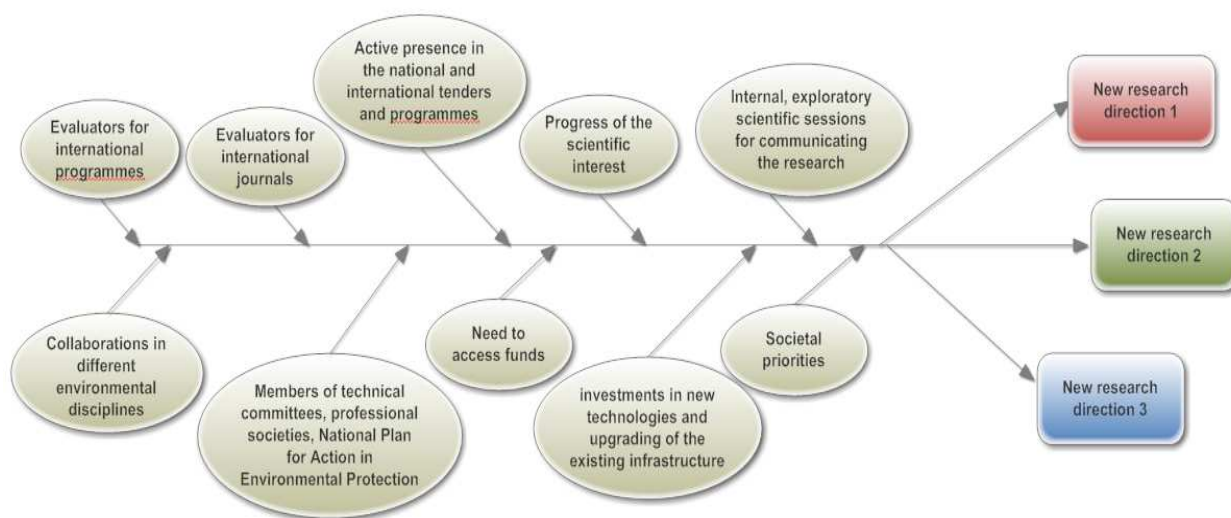 Evaluators for
international
programmes
Evaluators for
international
journals
Active presence in
the national and
international tenders
and programmes
Progress of the
scientific
interest
Internal, exploratory
scientific sessions
for communicating
the research
New research
direction 1
New research
direction 2
New research
direction 3
Collaborations in
different
environmental
disciplines
Members of technical
committees, professional
societies, National Plan
for Action in
Environmental Protection
Need to
access funds
investments in new
technologies and
upgrading of the
existing infrastructure
Societal
priorities